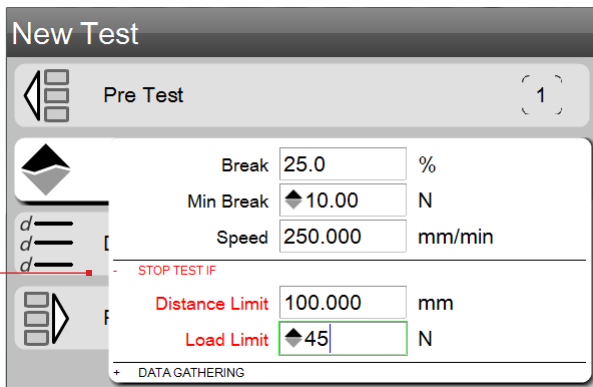 New Test
Pre Test 1
Break 25.0 %
Min Break 10.00 N
Speed 250.000 mm/min
d
d
d
D
- STOP TEST IF
Distance Limit 100.000 mm
Load Limit 45 N
+ DATA GATHERING